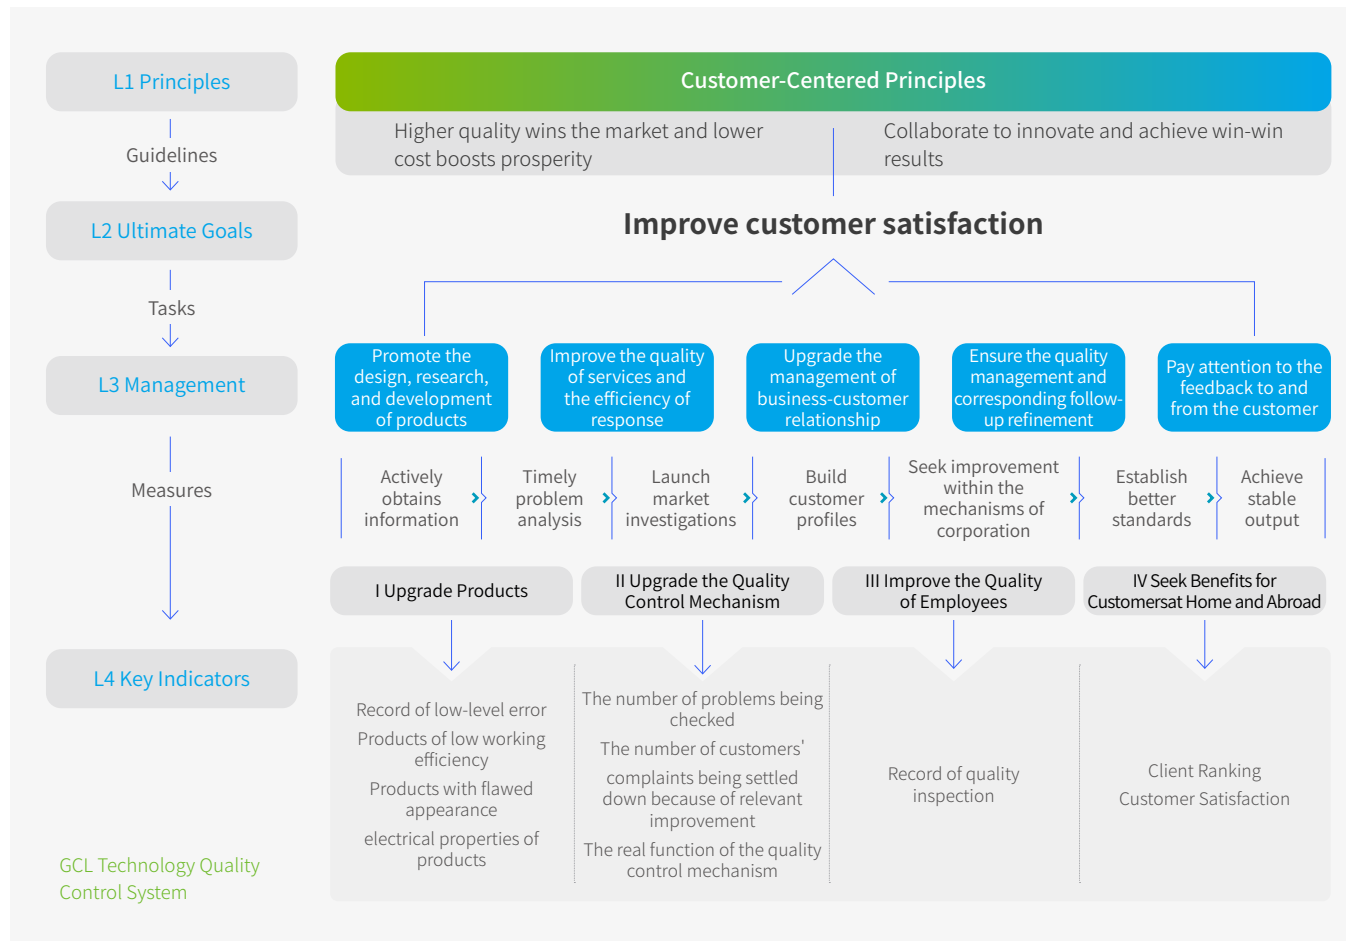 L1 Principles
Guidelines
L2 Ultimate Goals
Tasks
L3 Management
Measures
L4 Key Indicators
GCL Technology Quality
Control System
Customer-Centered Principles
Higher quality wins the market and lower
cost boosts prosperity
Collaborate to innovate and achieve win-win
results
Improve customer satisfaction
Promote the
design, research,
and development
of products
Improve the quality
of services and
the efficiency of
response
Upgrade the
management of
business-customer
relationship
Ensure the quality
management and
corresponding follow-
up refinement
Pay attention to the
feedback to and
from the customer
Actively
obtains
information
Timely
problem
analysis
Launch
market
investigations
Build
customer
profiles
Seek improvement
within the
mechanisms of
corporation
Establish
better
standards
Achieve
stable
output
I Upgrade Products
II Upgrade the Quality
Control Mechanism
III Improve the Quality
of Employees
IV Seek Benefits for
Customersat Home and Abroad
Record of low-level error
Products of low working
efficiency
Products with flawed
appearance
electrical properties of
products
The number of problems being
checked
The number of customers'
complaints being settled
down because of relevant
improvement
The real function of the quality
control mechanism
Record of quality
inspection
Client Ranking
Customer Satisfaction